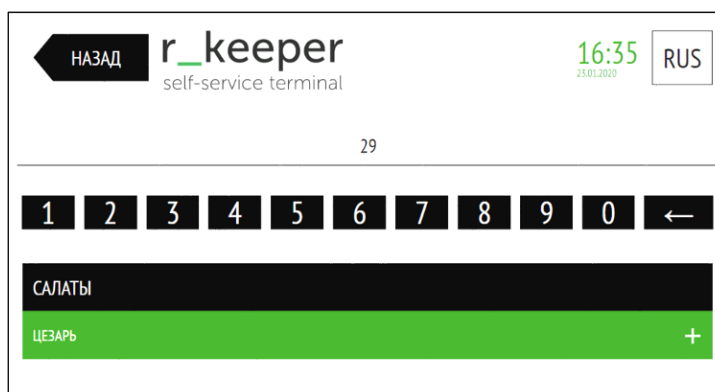 НАЗАД
r_keeper
self-service terminal
16:35
23.01.2020
RUS
29
1 2 3 4 5 6 7 8 9 0 ←
САЛАТЫ
ЦЕЗАРЬ +